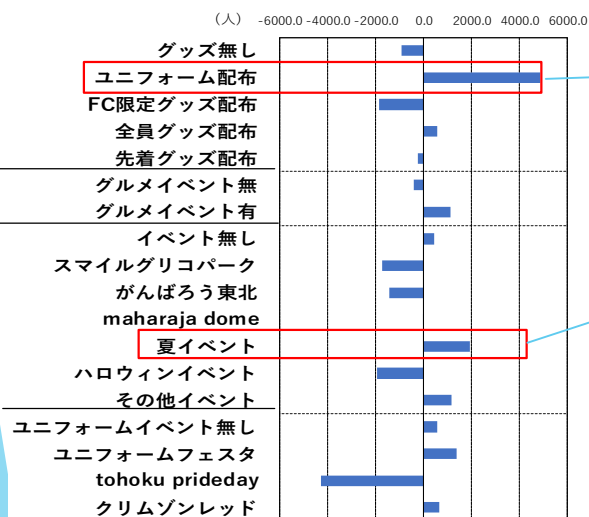 （人） -6000.0 -4000.0 -2000.0 0.0 2000.0 4000.0 6000.0
グッズ無し
ユニフォーム配布
FC限定グッズ配布
全員グッズ配布
先着グッズ配布
グルメイベント無
グルメイベント有
イベント無し
スマイルグリコパーク
がんばろう東北
maharaja dome
夏イベント
ハロウィンイベント
その他イベント
ユニフォームイベント無し
ユニフォームフェスタ
tohoku prideday
クリムゾンレッド